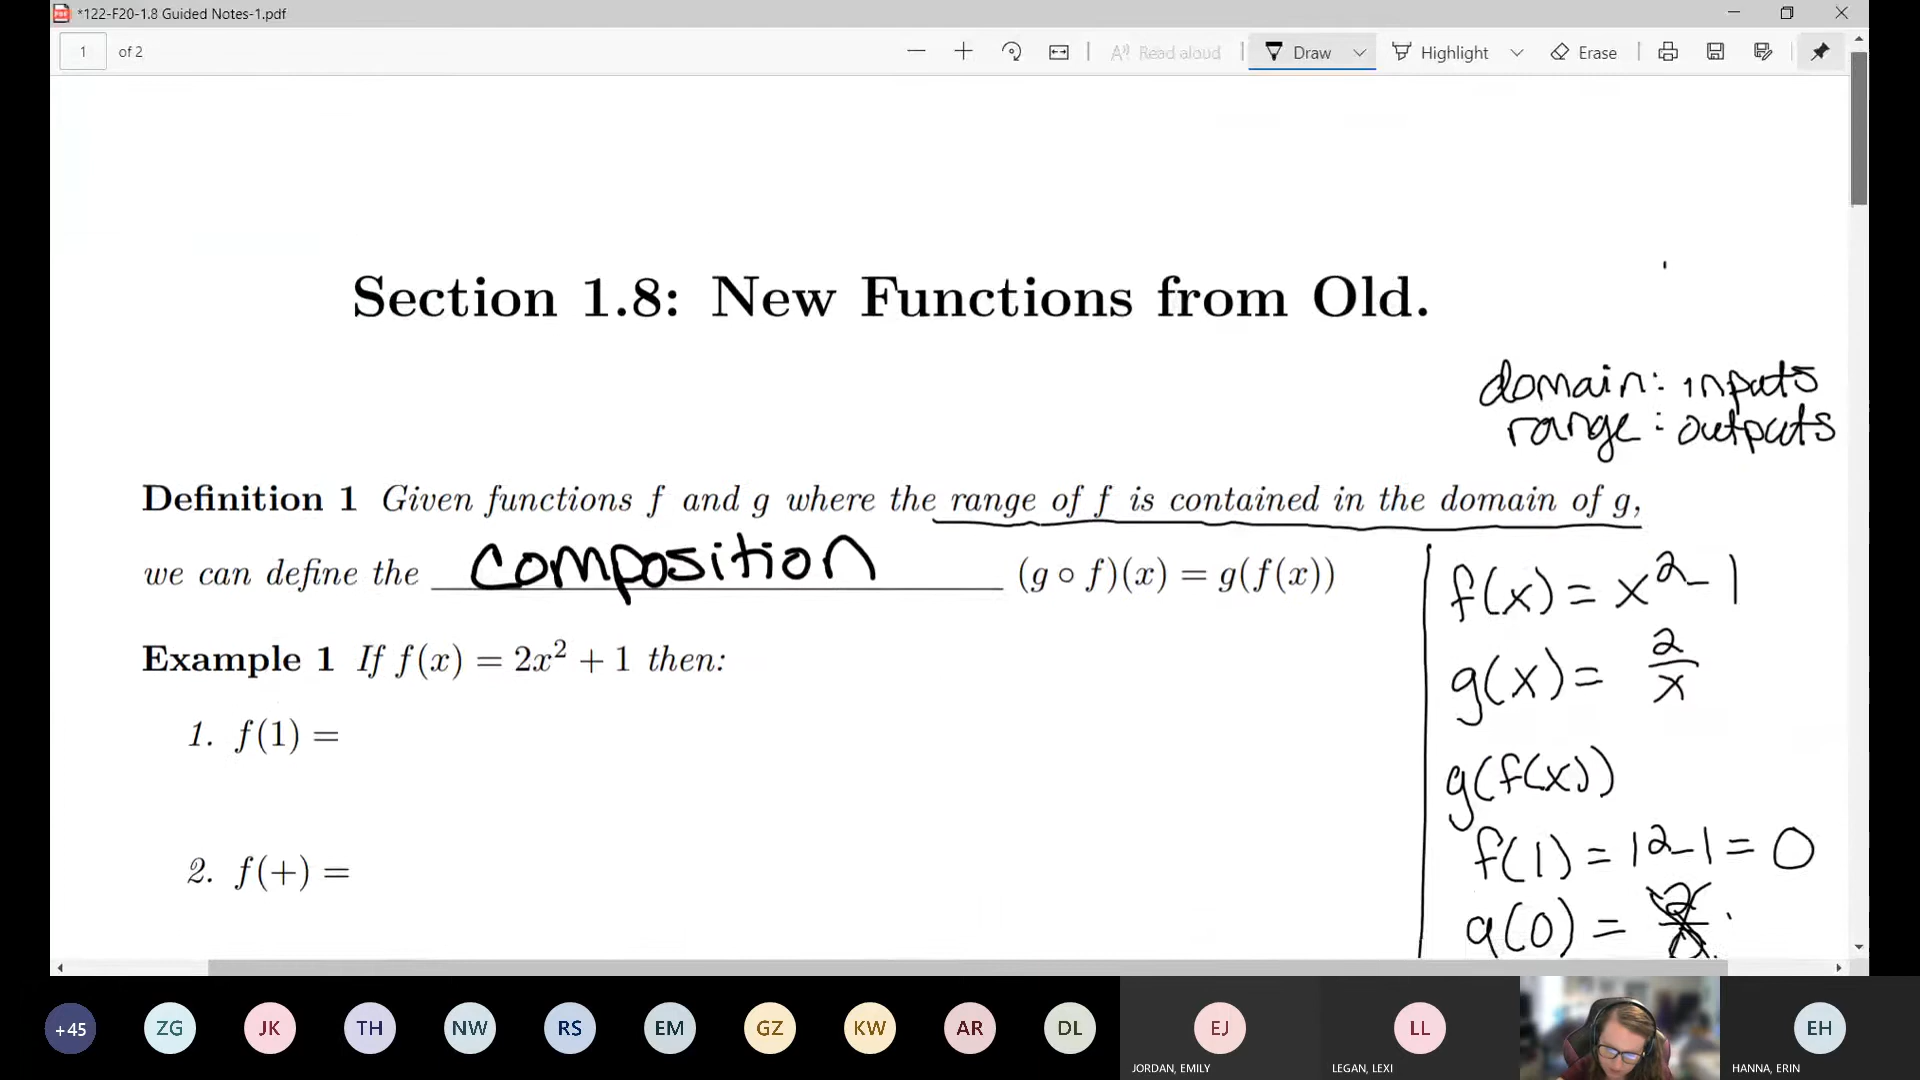 *122-F20-1.8 Guided Notes-1.pdf
1 of 2
Read aloud
Draw
Highlight
Erase
Section 1.8: New Functions from Old.
domain: inputs
range: outputs
Definition 1 Given functions f and g where the range of f is contained in the domain of g,
we can define the composition (g ∘ f)(x) = g(f(x))
Example 1 If f(x) = 2x² + 1 then:
1. f(1) =
2. f(+) =
f(x) = x² - 1
g(x) = 2/x
g(f(x))
f(1) = 1² - 1 = 0
g(0) = 2/0
+45
ZG
JK
TH
NW
RS
EM
GZ
KW
AR
DL
EJ
JORDAN, EMILY
LL
LEGAN, LEXI
EH
HANNA, ERIN